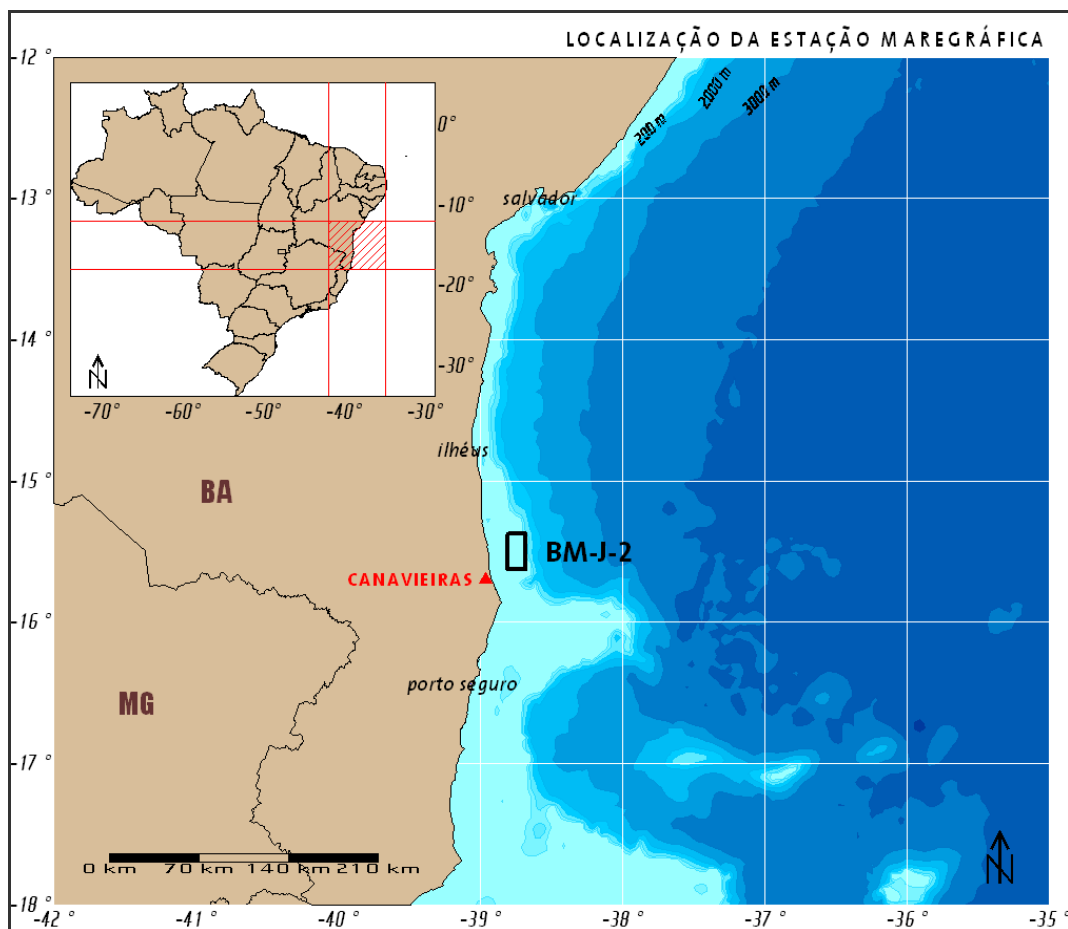 LOCALIZAÇÃO DA ESTAÇÃO MAREGRÁFICA
-12°
-13°
-14°
-15°
-16°
-17°
-18°
0°
-10°
-20°
-30°
-70°
-60°
-50°
-40°
-30°
N
200 m
2000 m
3000 m
salvador
ilhéus
BA
BM-J-2
CANAVIEIRAS
porto seguro
MG
0 km 70 km 140 km 210 km
N
-42 -41 -40 -39 -38 -37 -36 -35°